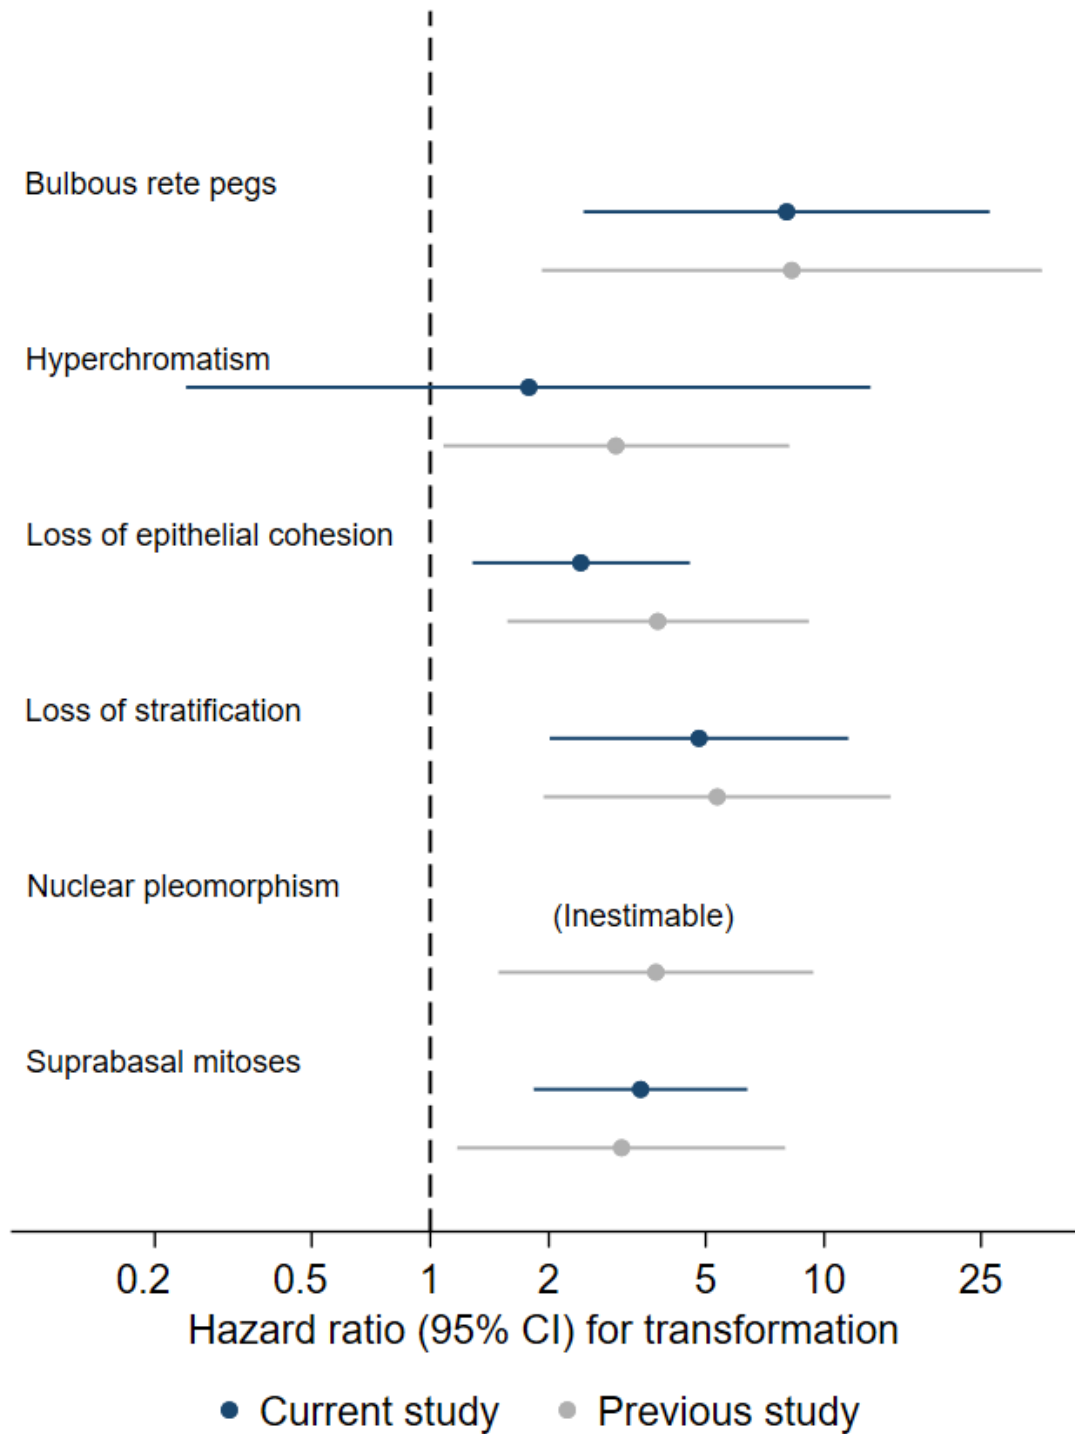 Bulbous rete pegs
Hyperchromatism
Loss of epithelial cohesion
Loss of stratification
Nuclear pleomorphism
(Inestimable)
Suprabasal mitoses
0.2 0.5 1 2 5 10 25
Hazard ratio (95% CI) for transformation
Current study Previous study